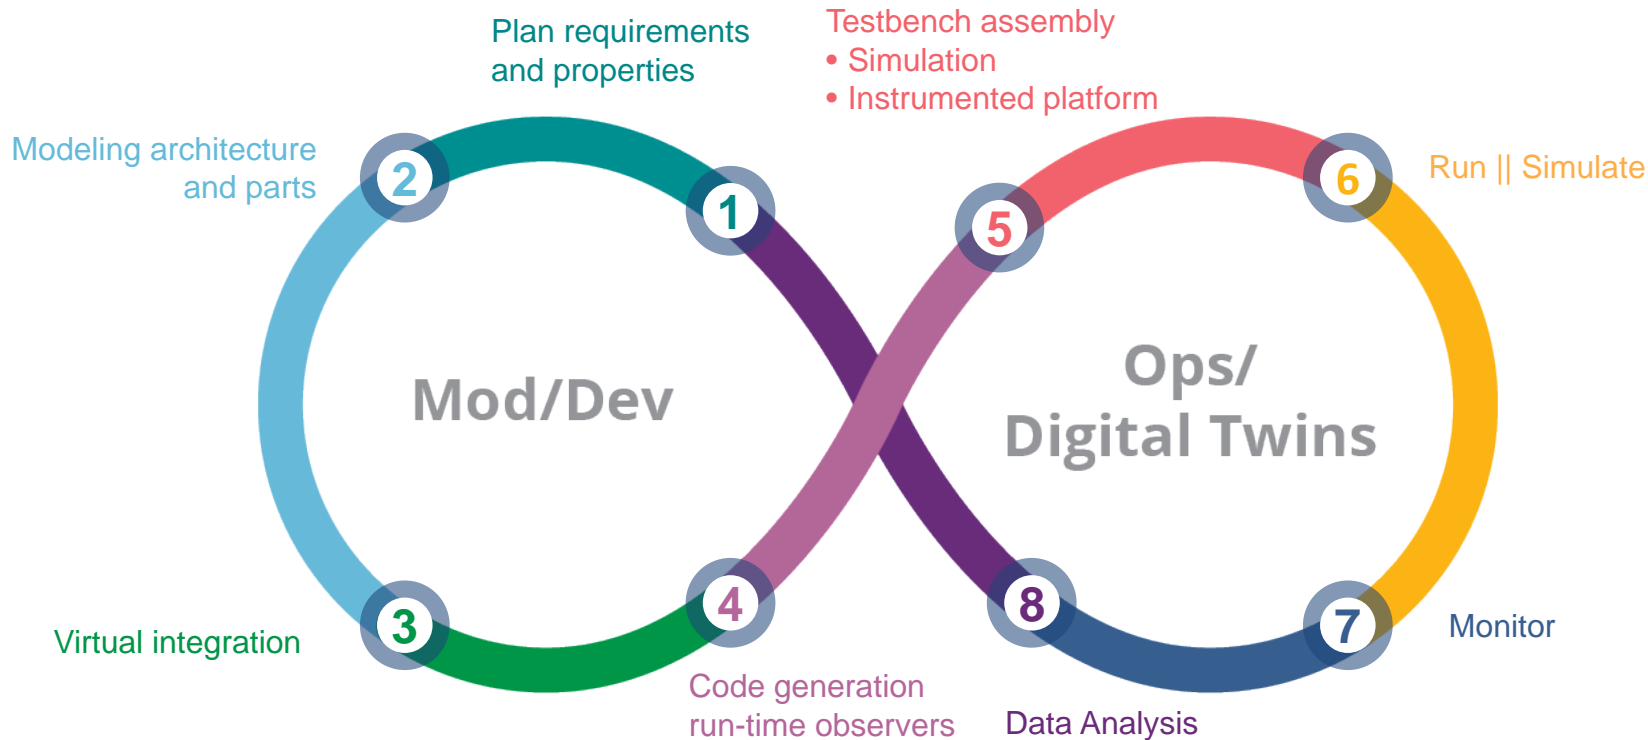 Plan requirements
and properties
Testbench assembly
• Simulation
• Instrumented platform
Modeling architecture
and parts
2
1
5
6
Run || Simulate
Mod/Dev
Ops/
Digital Twins
3
4
8
7
Virtual integration
Monitor
Code generation
run-time observers
Data Analysis